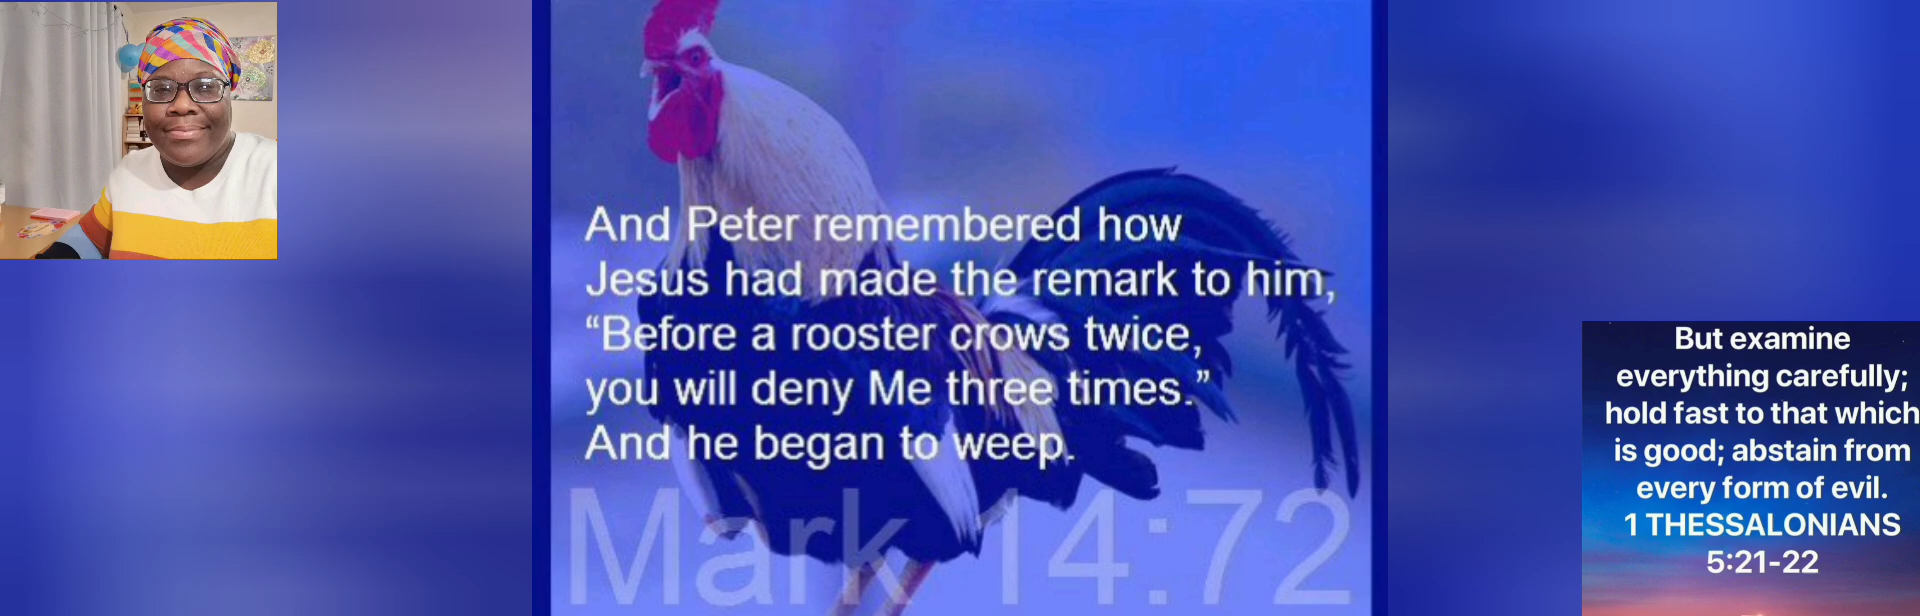 And Peter remembered how
Jesus had made the remark to him,
“Before a rooster crows twice,
you will deny Me three times.”
And he began to weep.
Mark 14:72
But examine
everything carefully;
hold fast to that which
is good; abstain from
every form of evil.
1 THESSALONIANS
5:21-22